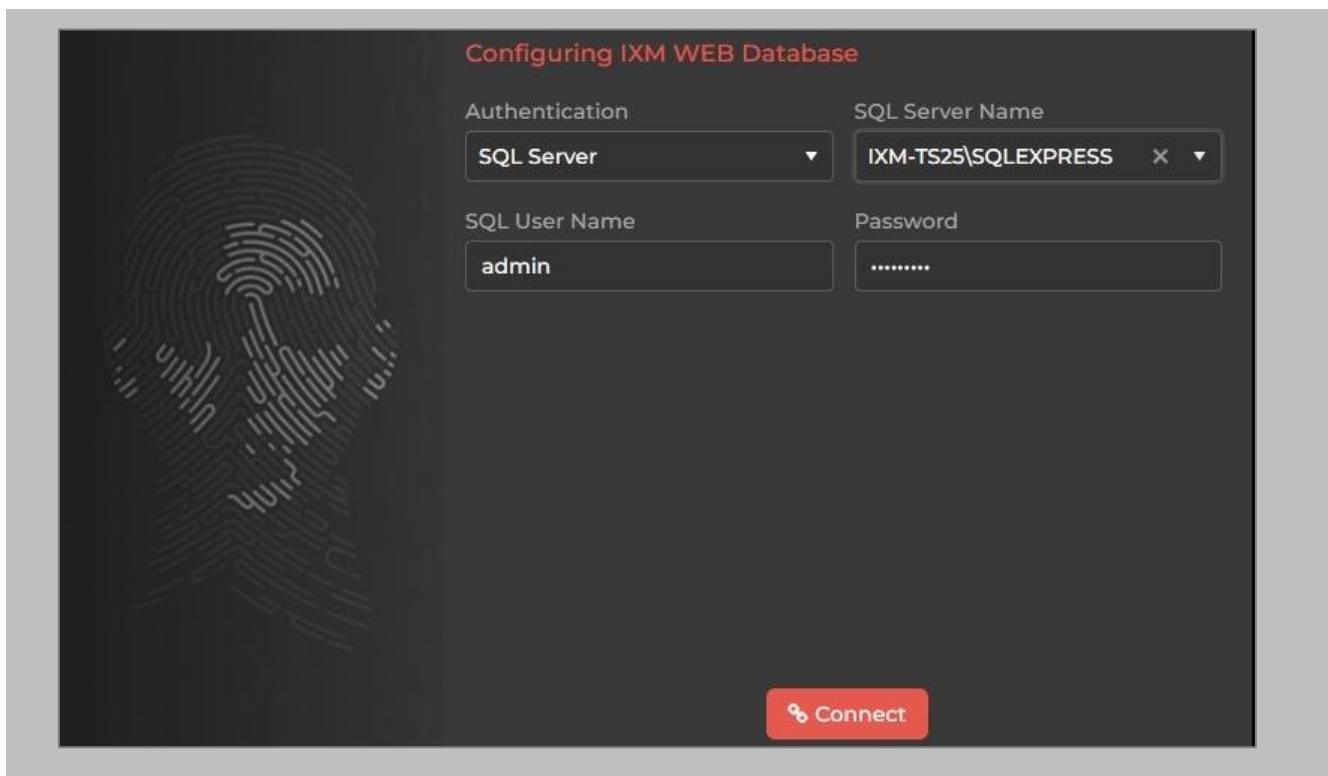 Configuring IXM WEB Database
Authentication
SQL Server Name
SQL Server
IXM-TS25\SQLEXPRESS
SQL User Name
Password
admin
•••••••••
Connect